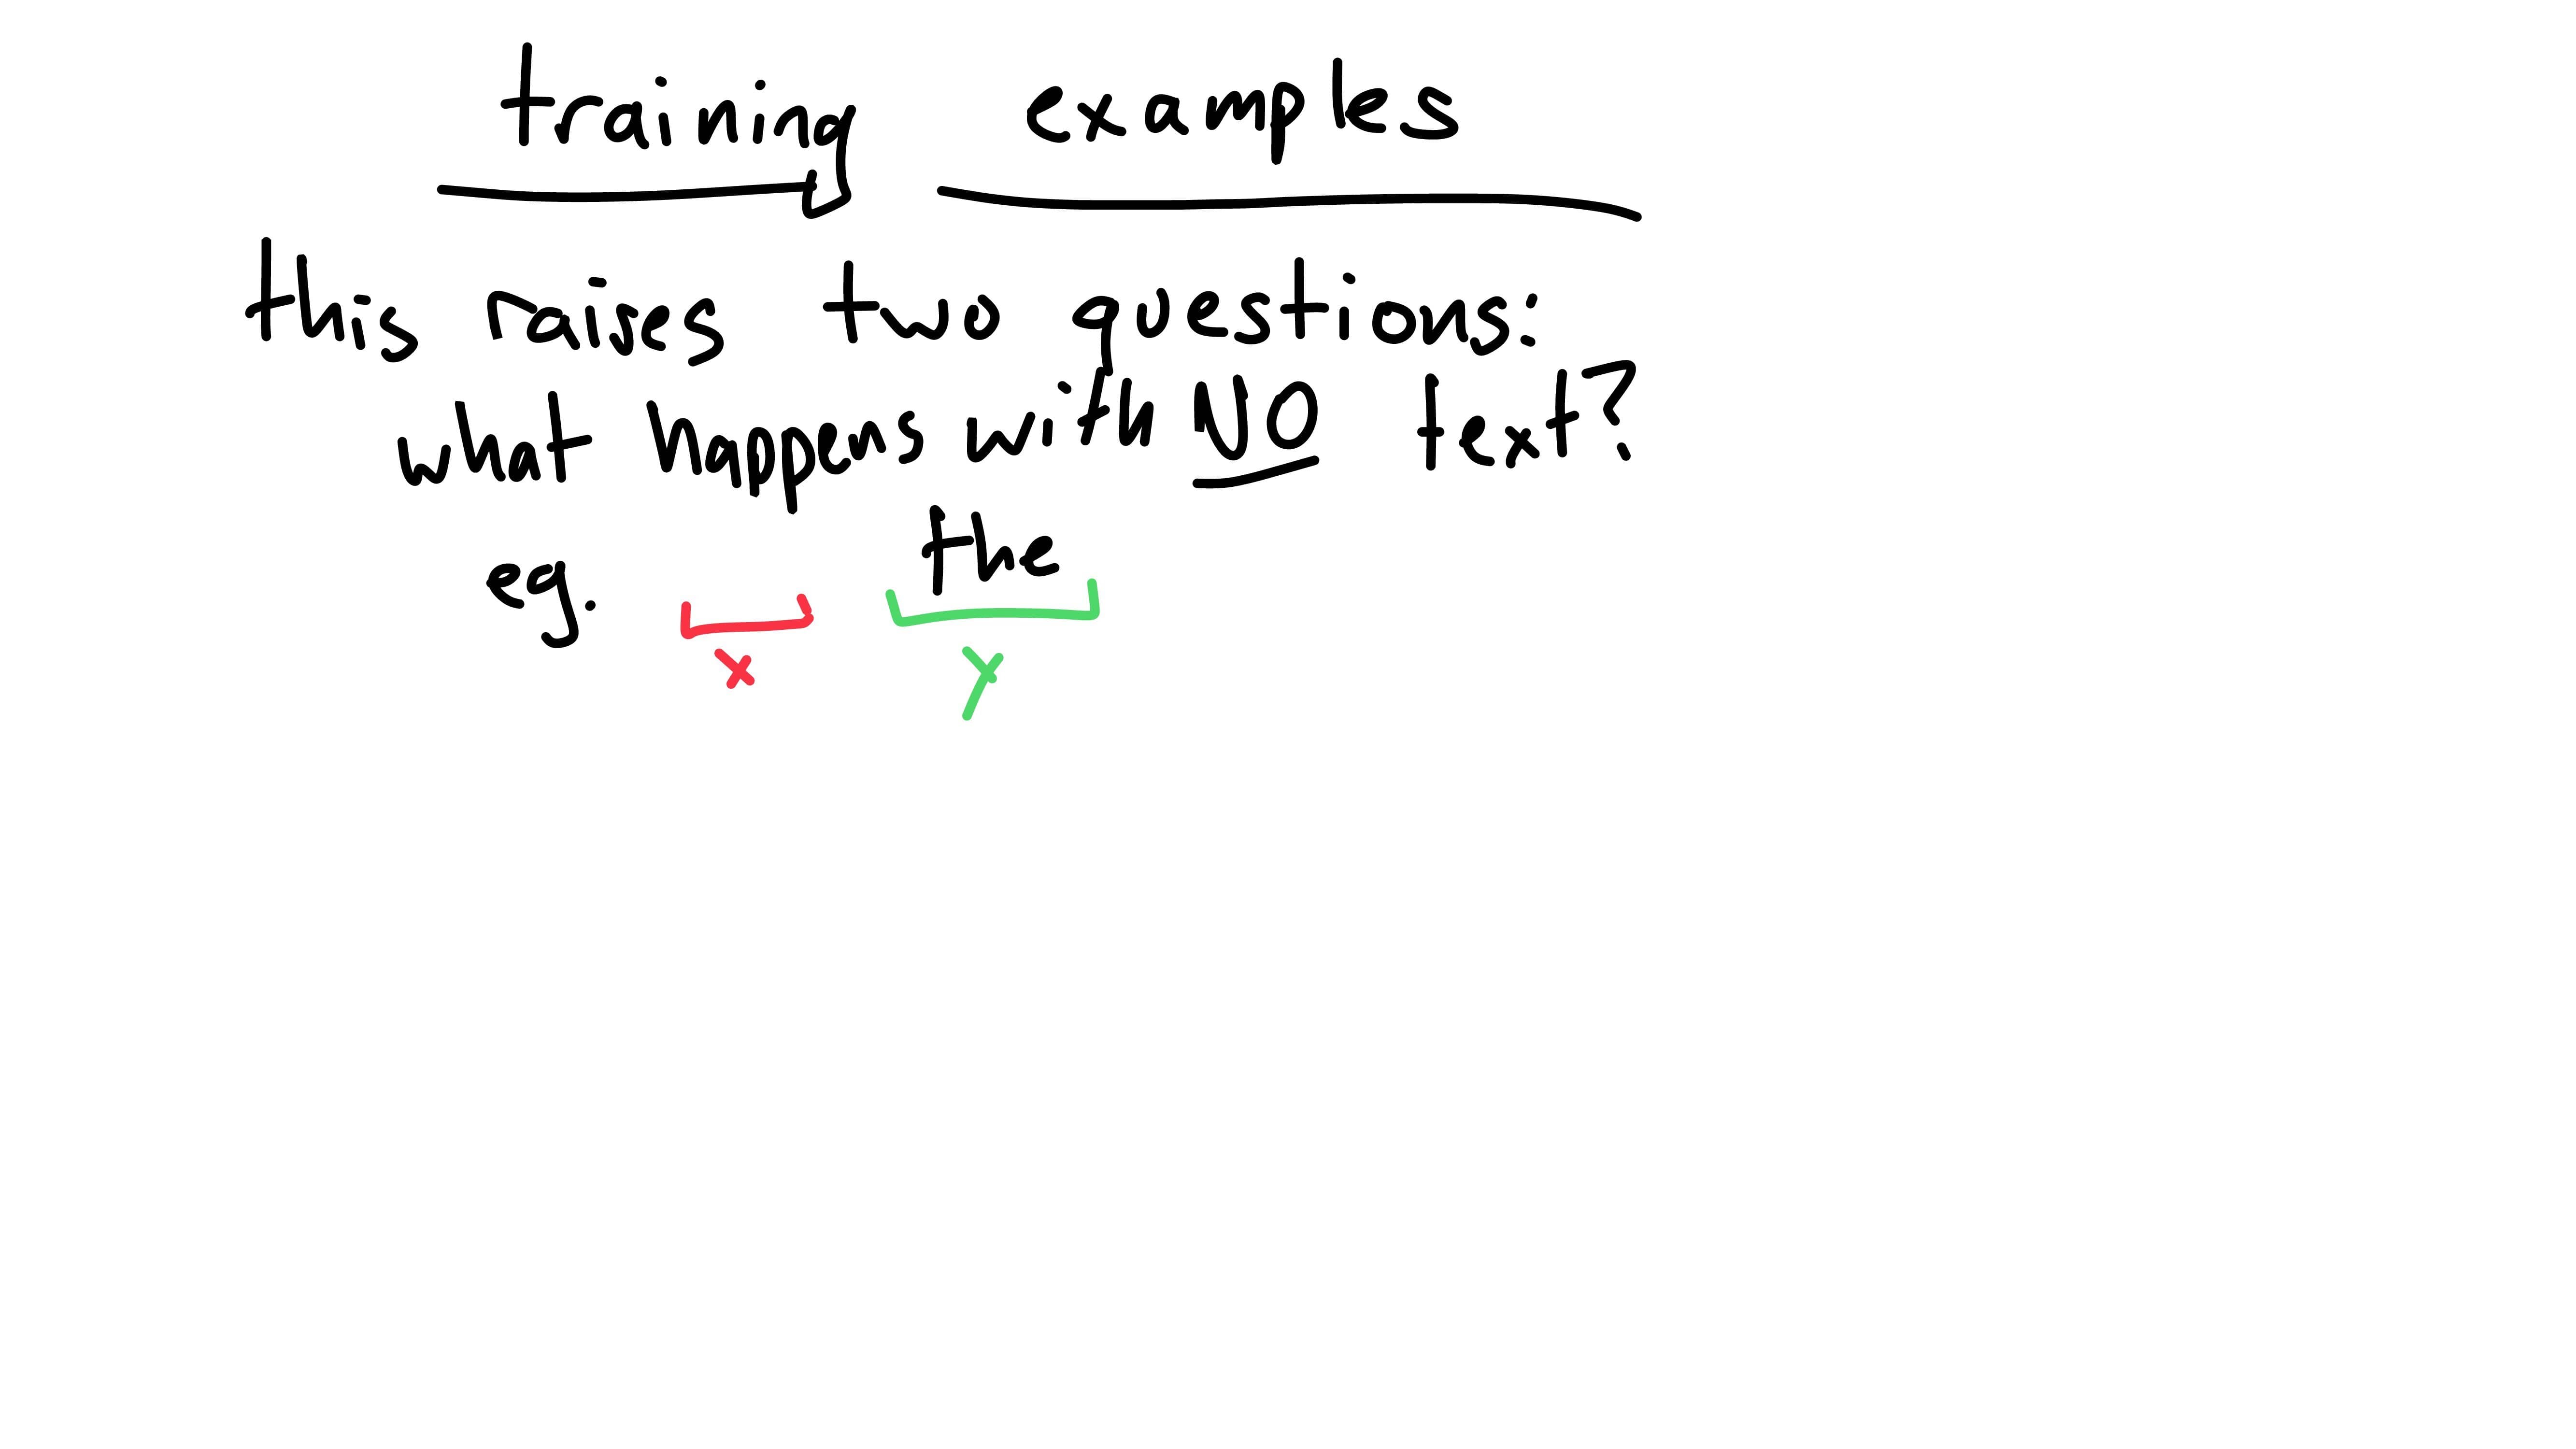 training examples
this raises two questions:
what happens with NO text?
eg. the
x y